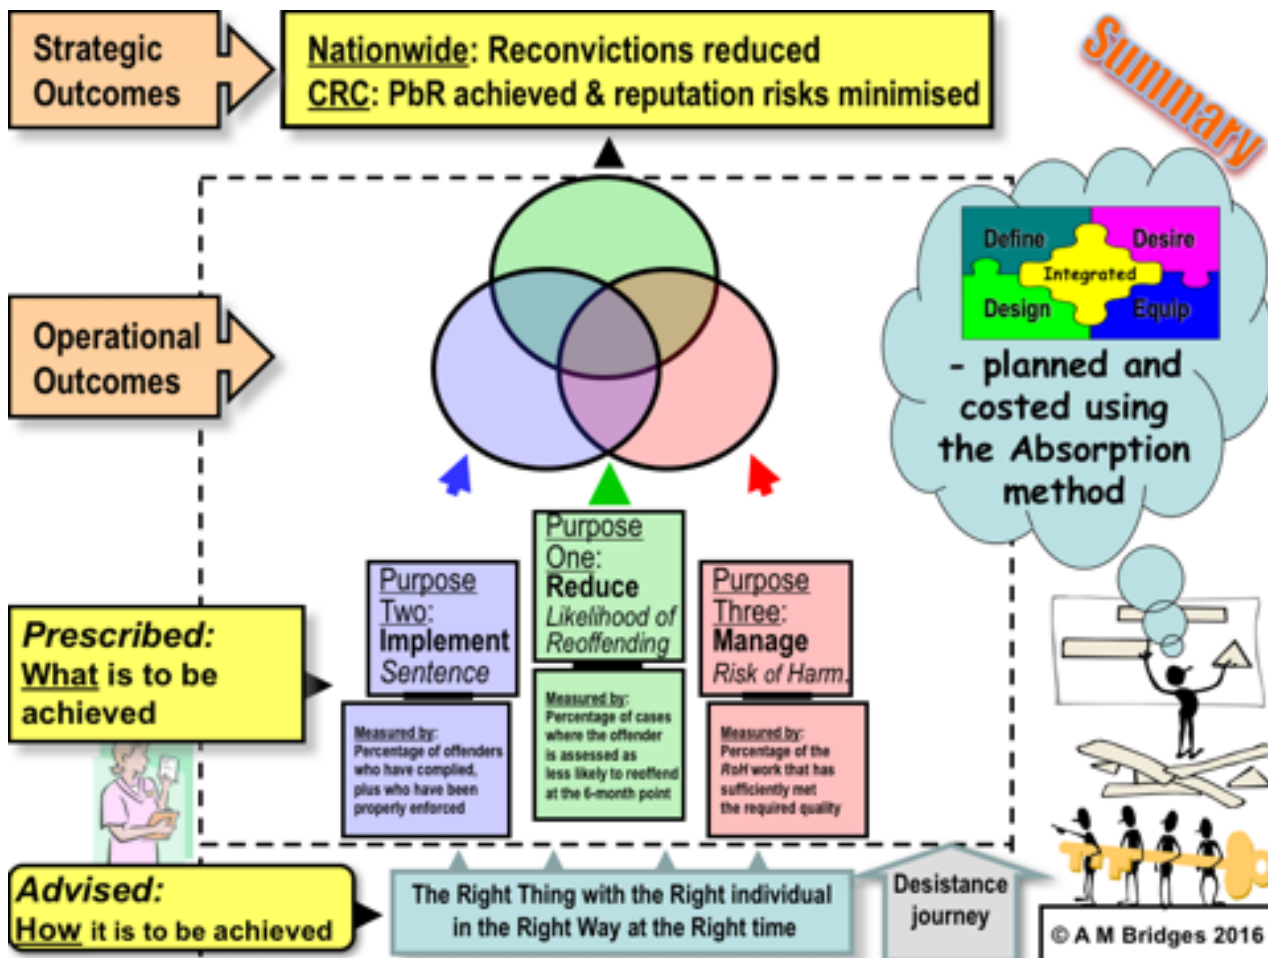 Strategic
Outcomes
Nationwide: Reconvictions reduced
CRC: PbR achieved & reputation risks minimised
Summary
Define
Desire
Integrated
Design
Equip
- planned and
costed using
the Absorption
method
Operational
Outcomes
Purpose
One:
Reduce
Likelihood of
Reoffending
Purpose
Two:
Implement
Sentence
Purpose
Three:
Manage
Risk of Harm.
Prescribed:
What is to be
achieved
Measured by:
Percentage of offenders
who have complied,
plus who have been
properly enforced
Measured by:
Percentage of cases
where the offender
is assessed as
less likely to reoffend
at the 6-month point
Measured by:
Percentage of the
RoH work that has
sufficiently met
the required quality
Advised:
How it is to be achieved
The Right Thing with the Right individual
in the Right Way at the Right time
Desistance
journey
© A M Bridges 2016